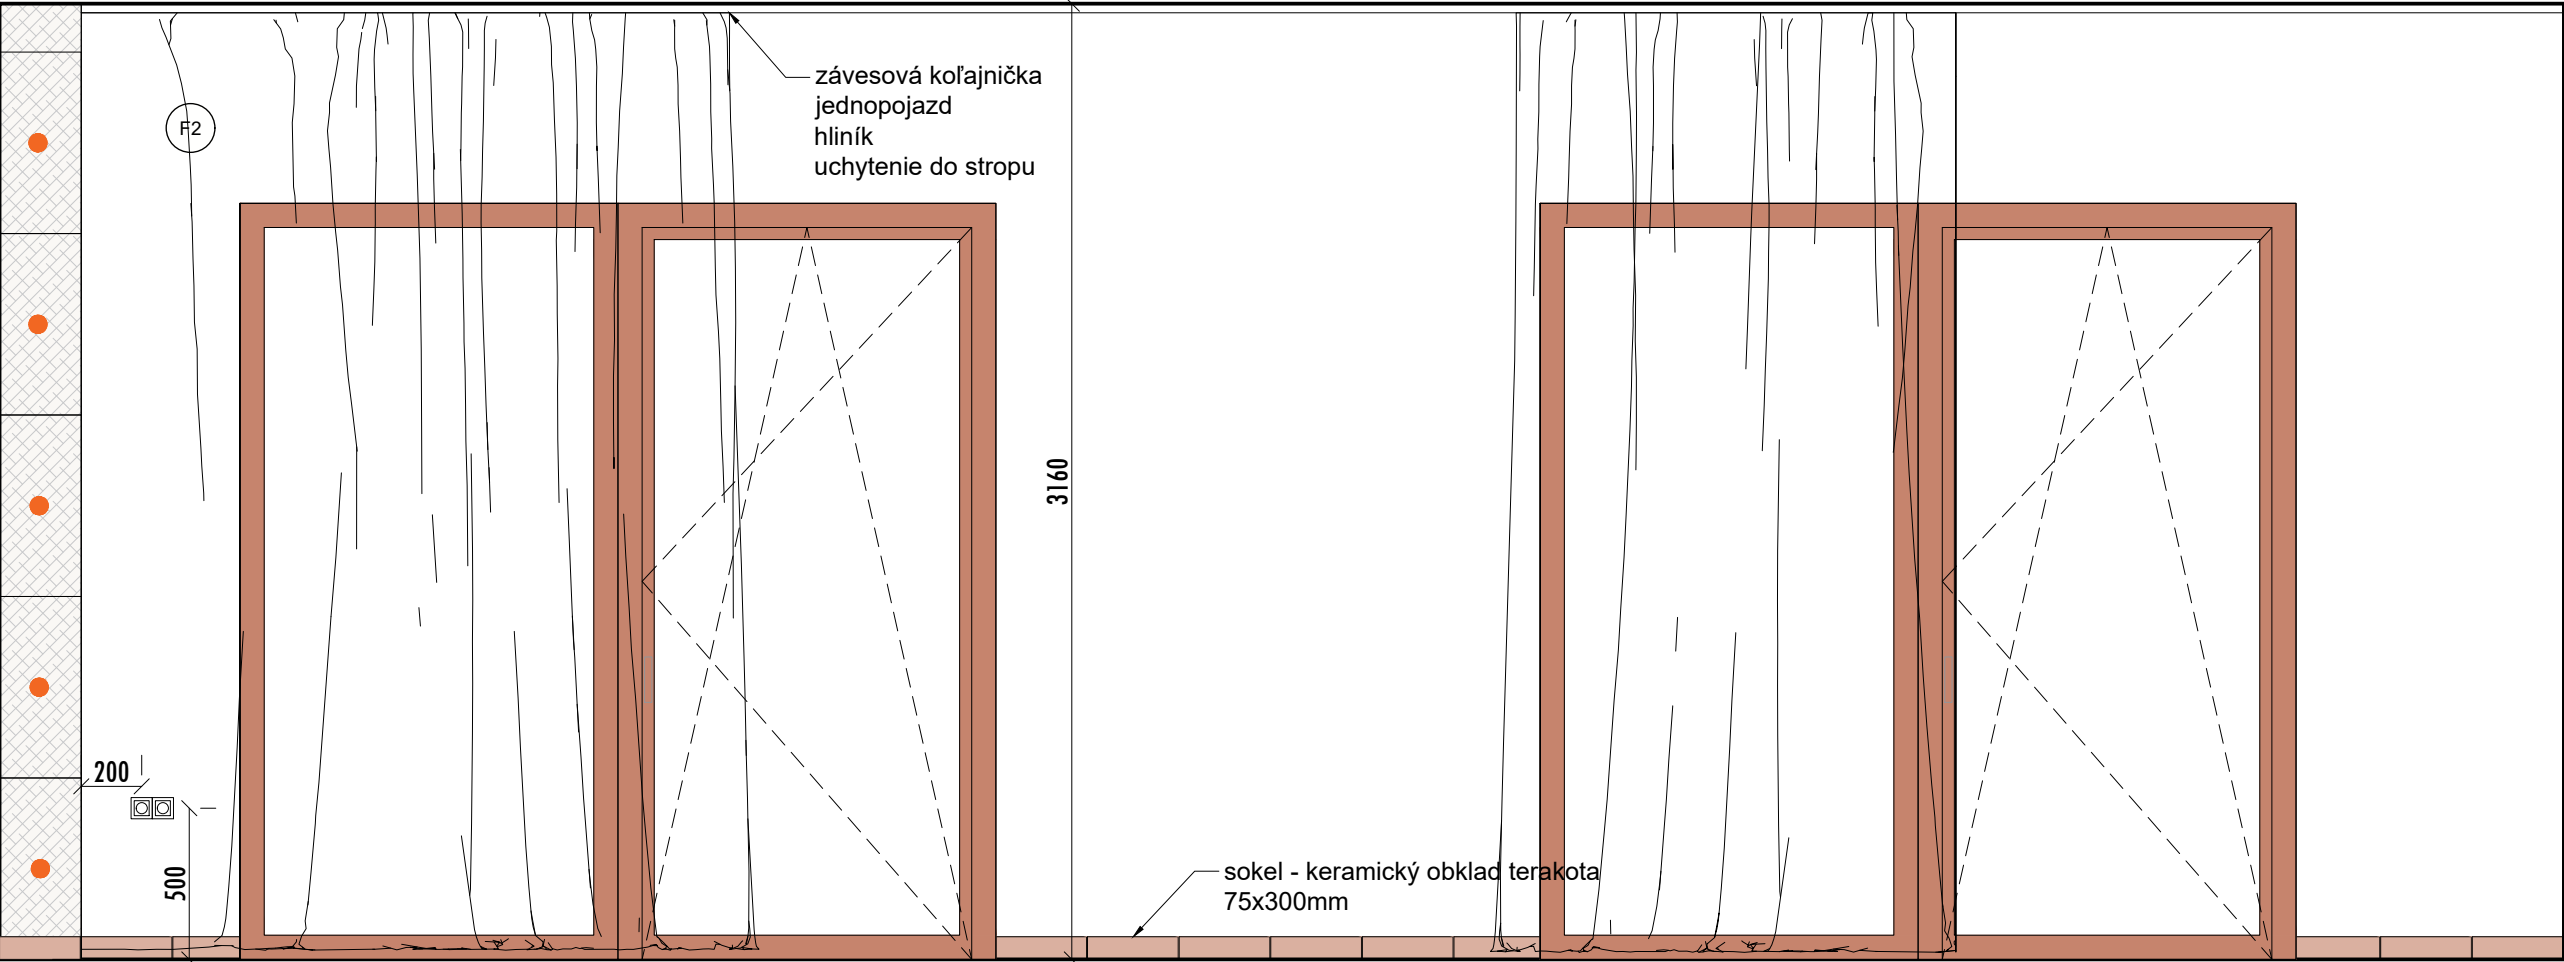 závesová koľajnička
jednopojazd
hliník
uchytenie do stropu
F2
3160
200
500
sokel - keramický obklad terakota
75x300mm